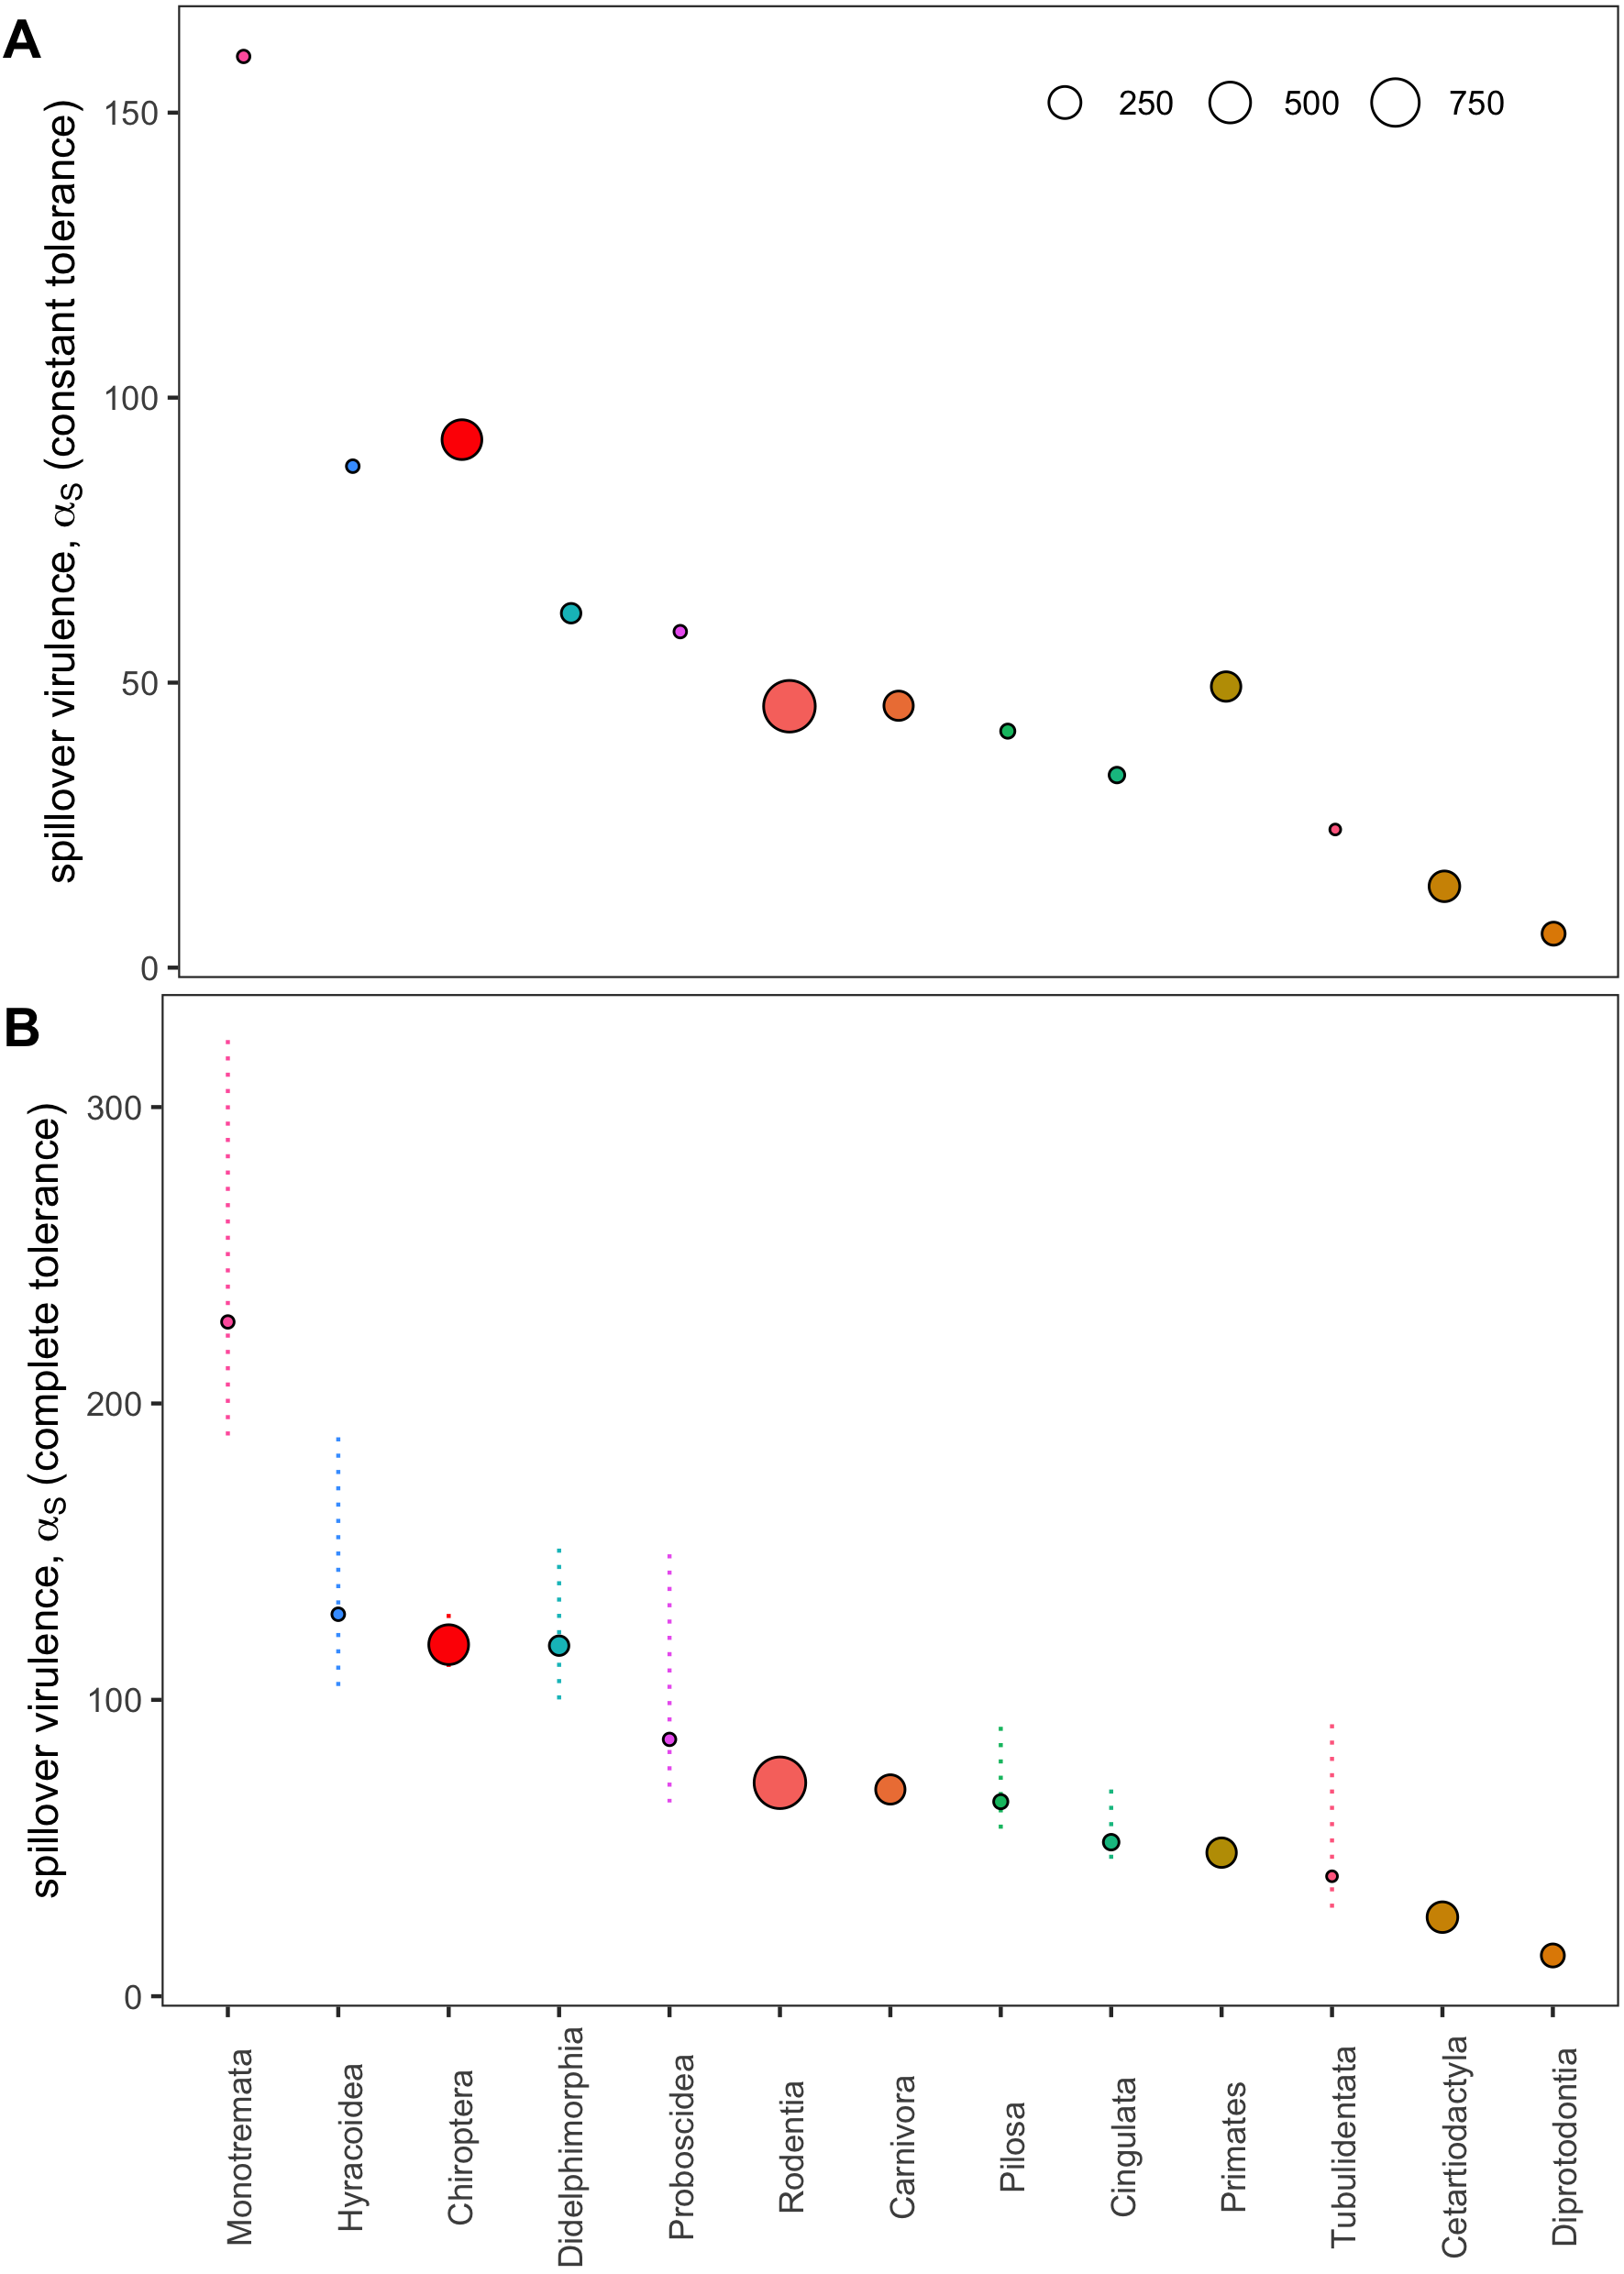 A
spillover virulence, αS (constant tolerance)
150
100
50
0
250 500 750
B
spillover virulence, αS (complete tolerance)
300
200
100
0
Monotremata
Hyracoidea
Chiroptera
Didelphimorphia
Proboscidea
Rodentia
Carnivora
Pilosa
Cingulata
Primates
Tubulidentata
Cetartiodactyla
Diprotodontia